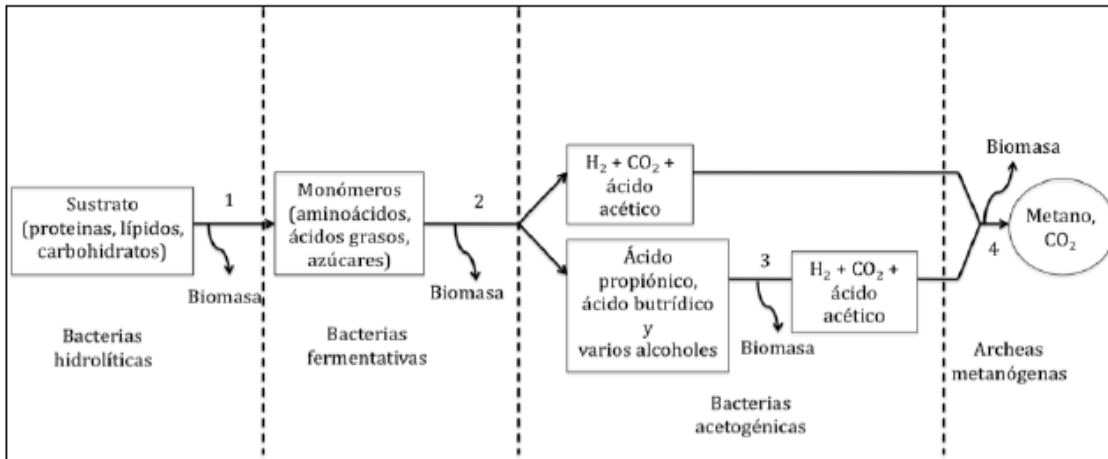 Sustrato
(proteinas, lípidos,
carbohidratos)
1
Biomasa
Bacterias
hidrolíticas
Monómeros
(aminoácidos,
ácidos grasos,
azúcares)
2
Biomasa
Bacterias
fermentativas
H₂ + CO₂ +
ácido
acético
Ácido
propiónico,
ácido butrídico
y
varios alcoholes
3
Biomasa
H₂ + CO₂ +
ácido
acético
Bacterias
acetogénicas
Biomasa
4
Metano,
CO₂
Archeas
metanógenas